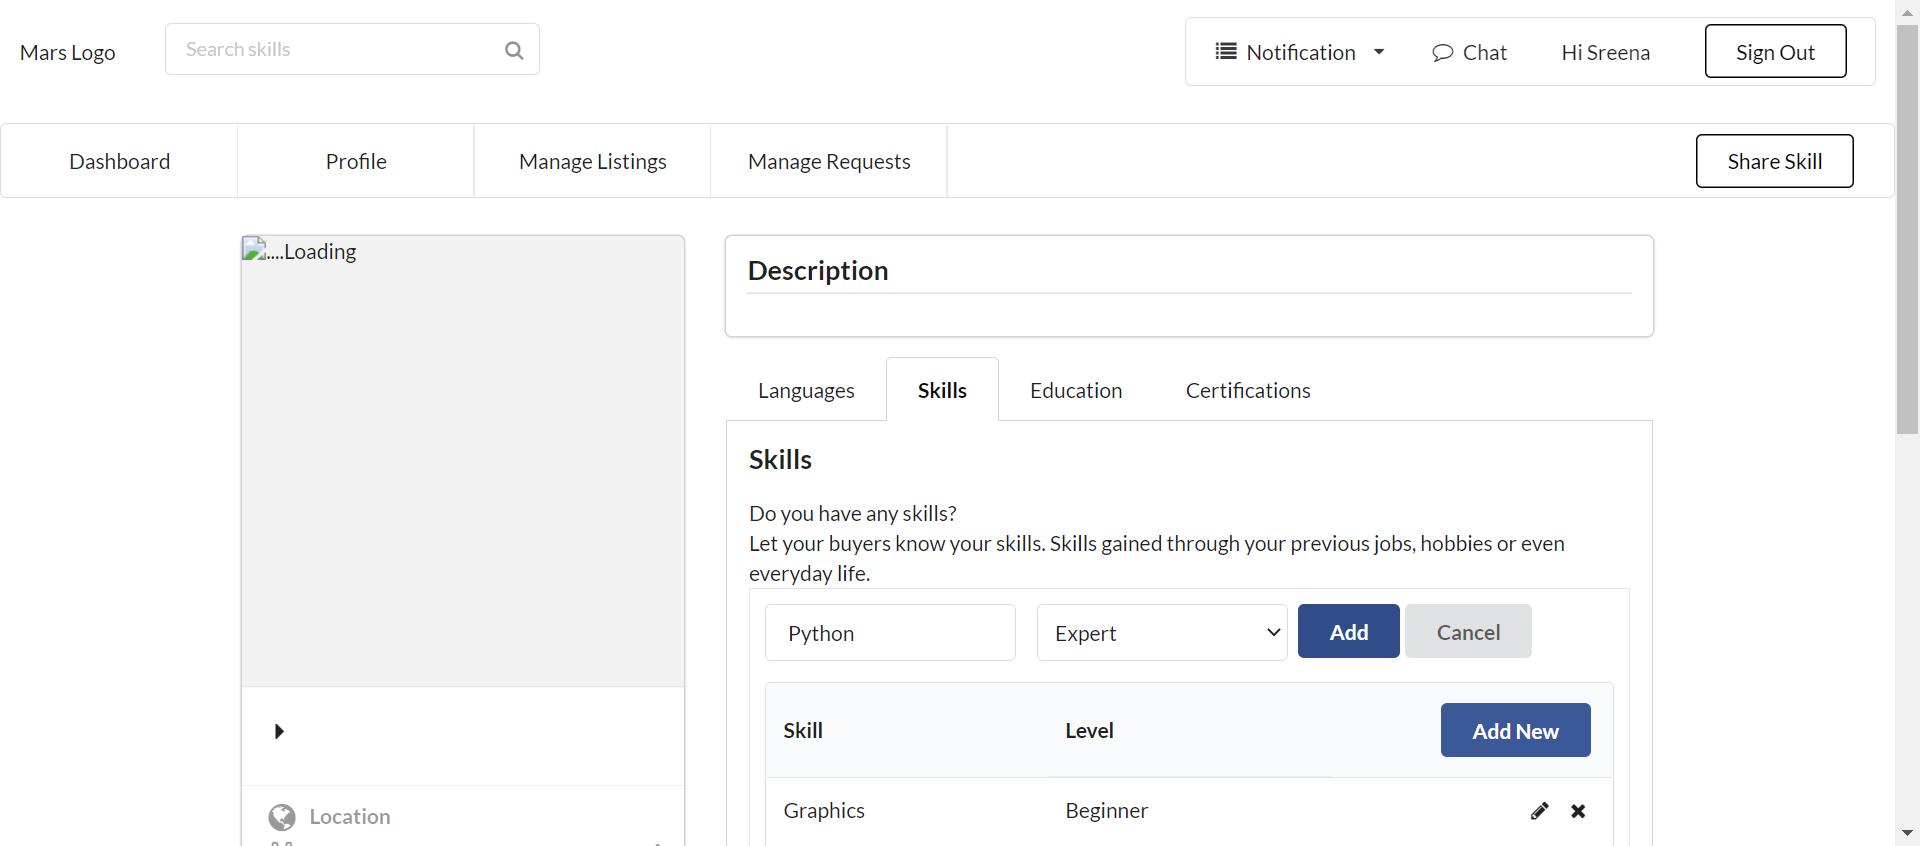 Mars Logo
Search skills
Notification
Chat
Hi Sreena
Sign Out
Dashboard
Profile
Manage Listings
Manage Requests
Share Skill
....Loading
Description
Languages
Skills
Education
Certifications
Skills
Do you have any skills?
Let your buyers know your skills. Skills gained through your previous jobs, hobbies or even
everyday life.
Python
Expert
Add
Cancel
Skill
Level
Add New
Graphics
Beginner
Location